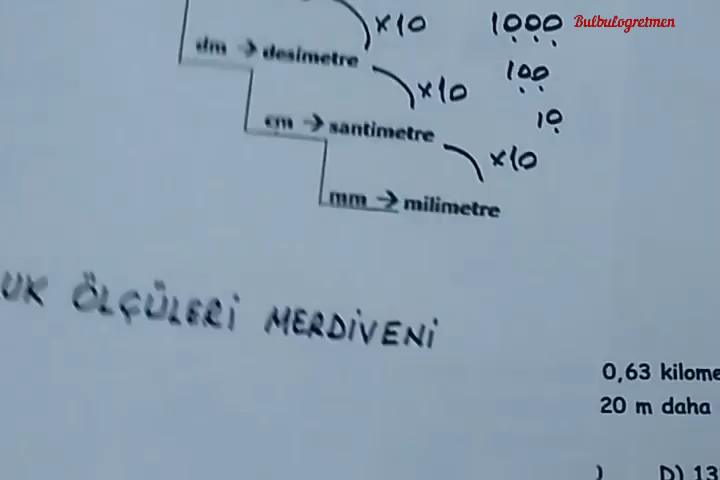 x10 1000 Bulbulogretmen
dm → desimetre
100
x10
10
cm → santimetre
x10
mm → milimetre
UK ÖLÇÜLERİ MERDİVENİ
0,63 kilome
20 m daha
) D) 13